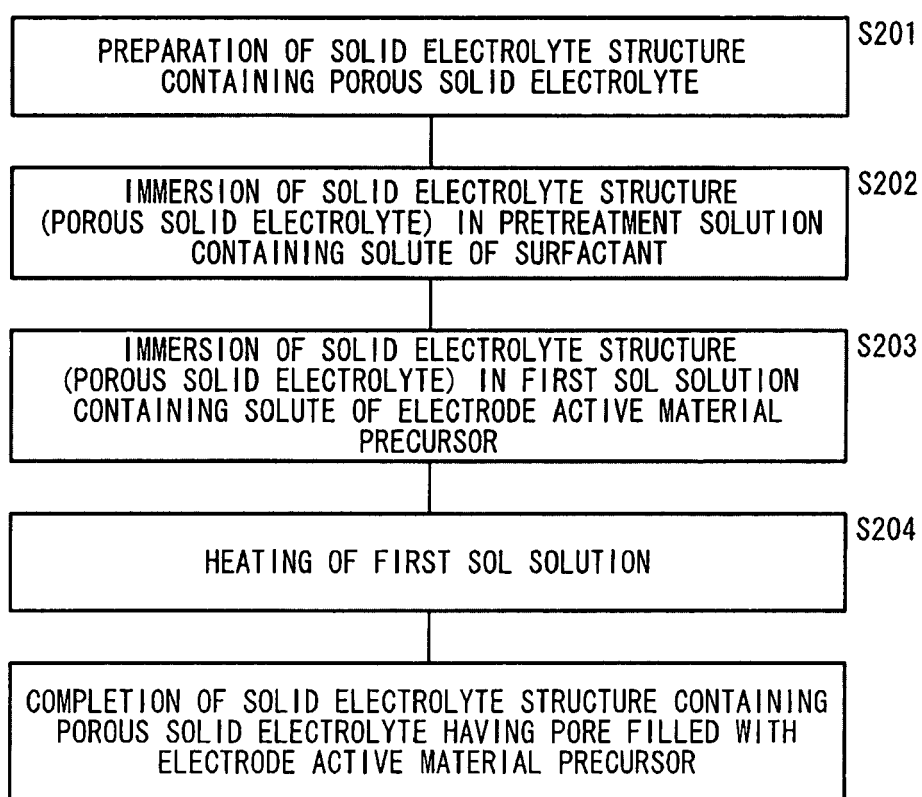 PREPARATION OF SOLID ELECTROLYTE STRUCTURE
CONTAINING POROUS SOLID ELECTROLYTE
S201
IMMERSION OF SOLID ELECTROLYTE STRUCTURE
(POROUS SOLID ELECTROLYTE) IN PRETREATMENT SOLUTION
CONTAINING SOLUTE OF SURFACTANT
S202
IMMERSION OF SOLID ELECTROLYTE STRUCTURE
(POROUS SOLID ELECTROLYTE) IN FIRST SOL SOLUTION
CONTAINING SOLUTE OF ELECTRODE ACTIVE MATERIAL
PRECURSOR
S203
HEATING OF FIRST SOL SOLUTION
S204
COMPLETION OF SOLID ELECTROLYTE STRUCTURE CONTAINING
POROUS SOLID ELECTROLYTE HAVING PORE FILLED WITH
ELECTRODE ACTIVE MATERIAL PRECURSOR